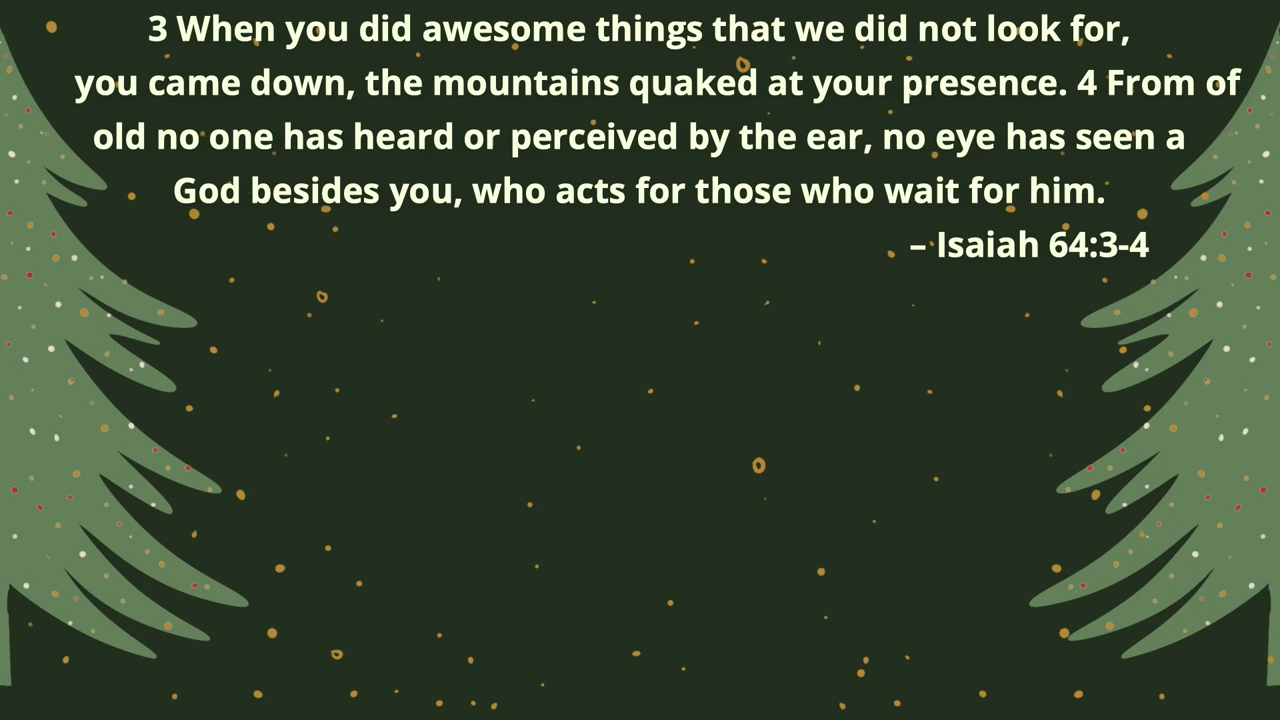 3 When you did awesome things that we did not look for,
you came down, the mountains quaked at your presence. 4 From of
old no one has heard or perceived by the ear, no eye has seen a
God besides you, who acts for those who wait for him.
– Isaiah 64:3-4